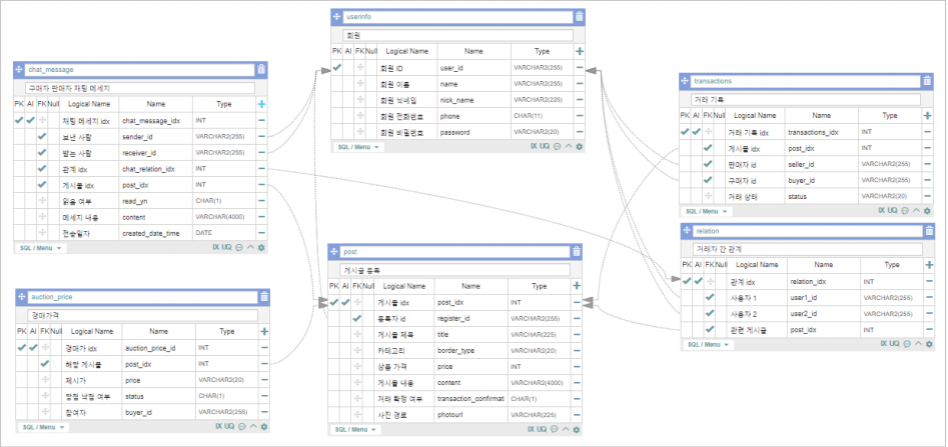 userinfo
회원
PK AI FK Null Logical Name Name Type
회원 ID user_id VARCHAR2(255)
회원 이름 name VARCHAR2(255)
회원 닉네임 nick_name VARCHAR2(225)
회원 전화번호 phone CHAR(11)
회원 비밀번호 password VARCHAR2(20)
SQL / Menu IX UQ
chat_message
구매자 판매자 채팅 메세지
PK AI FK Null Logical Name Name Type
채팅 메세지 idx chat_message_idx INT
보낸 사람 sender_id VARCHAR2(255)
받는 사람 receiver_id VARCHAR2(255)
관계 idx chat_relation_idx INT
게시물 idx post_idx INT
읽음 여부 read_yn CHAR(1)
메세지 내용 content VARCHAR(4000)
전송일자 created_date_time DATE
SQL / Menu IX UQ
transactions
거래 기록
PK AI FK Null Logical Name Name Type
거래 기록 idx transactions_idx INT
게시물 idx post_idx INT
판매자 id seller_id VARCHAR2(255)
구매자 id buyer_id VARCHAR2(255)
거래 상태 status VARCHAR2(20)
SQL / Menu IX UQ
relation
거래자 간 관계
PK AI FK Null Logical Name Name Type
관계 idx relation_idx INT
사용자 1 user1_id VARCHAR2(255)
사용자 2 user2_id VARCHAR2(255)
관련 게시글 post_idx INT
SQL / Menu IX UQ
post
게시글 등록
PK AI FK Null Logical Name Name Type
게시물 idx post_idx INT
등록자 id register_id VARCHAR2(255)
게시글 제목 title VARCHAR(225)
카테고리 border_type VARCHAR2(20)
상품 가격 price INT
게시글 내용 content VARCHAR2(4000)
거래 확정 여부 transaction_confirmati CHAR(1)
사진 경로 photourl VARCHAR(225)
SQL / Menu IX UQ
auction_price
경매가격
PK AI FK Null Logical Name Name Type
경매가 idx auction_price_id INT
해당 게시물 post_idx INT
제시가 price VARCHAR2(20)
낙찰 여부 status CHAR(1)
참여자 buyer_id VARCHAR2(255)
SQL / Menu IX UQ